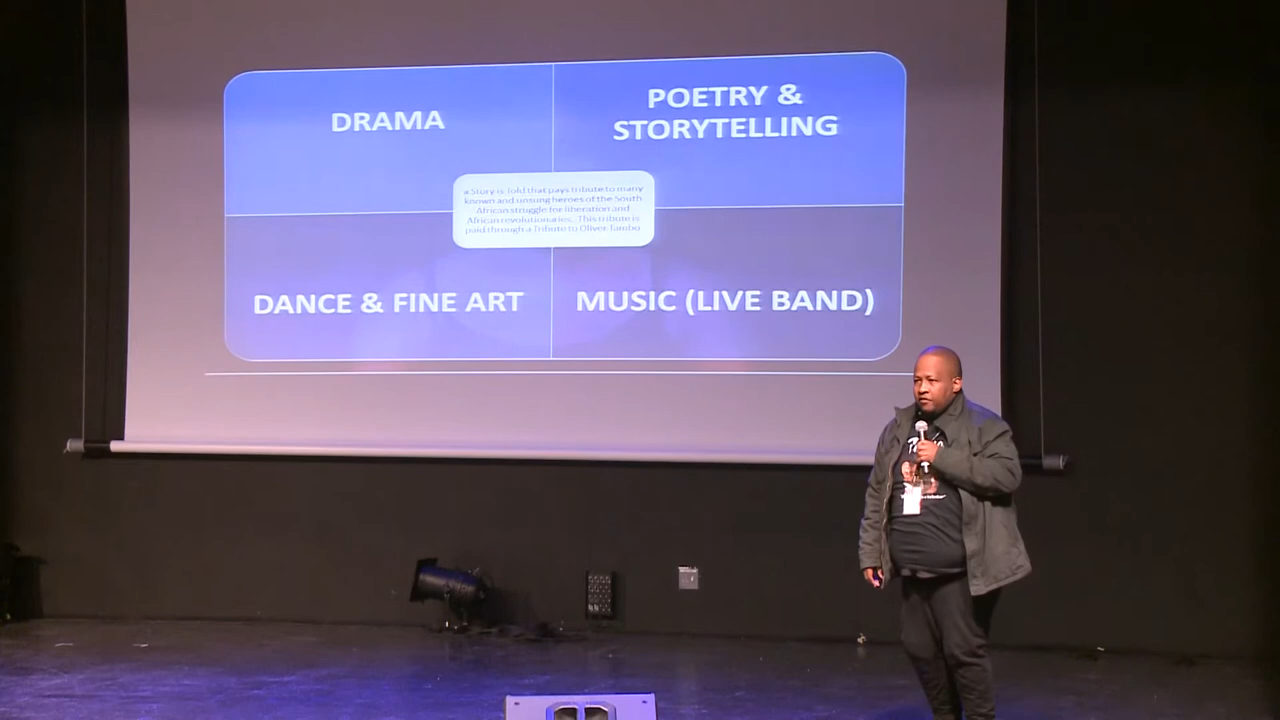 DRAMA
POETRY &
STORYTELLING
a Story is Told that pays tribute to many
known and unsung heroes of the South
African struggle for liberation and
African revolutionaries. This tribute is
paid through a Tribute to Oliver Tambo
DANCE & FINE ART
MUSIC (LIVE BAND)